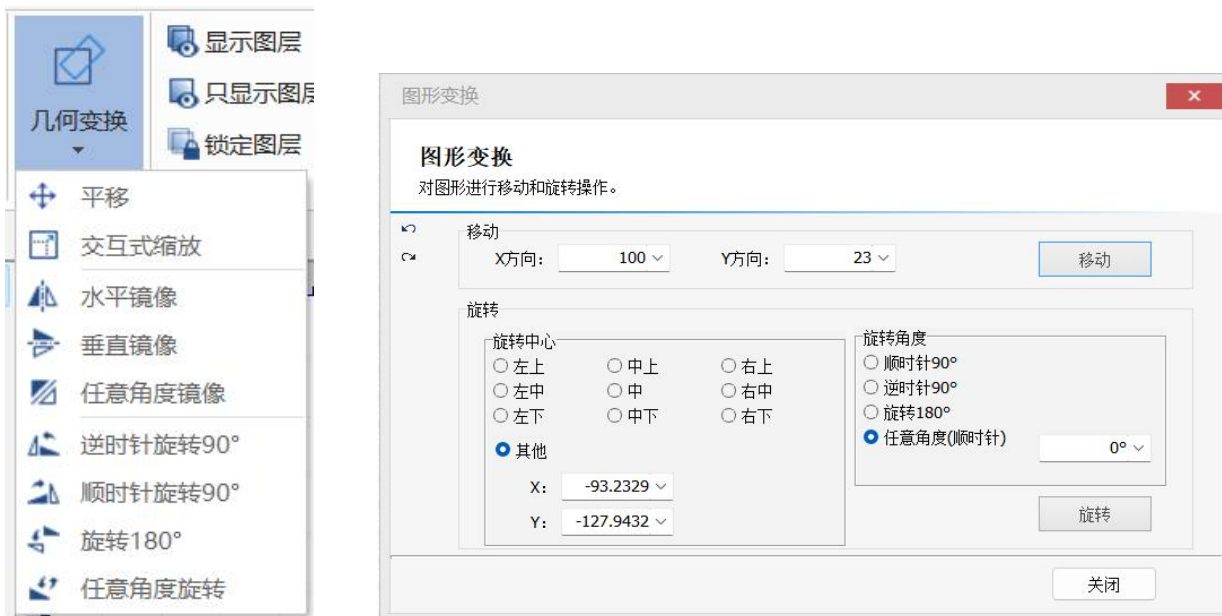 几何变换
显示图层
只显示图层
锁定图层
平移
交互式缩放
水平镜像
垂直镜像
任意角度镜像
逆时针旋转90°
顺时针旋转90°
旋转180°
任意角度旋转
图形变换
图形变换
对图形进行移动和旋转操作。
移动
X方向： 100 Y方向： 23 移动
旋转
旋转中心
左上 中上 右上
左中 中 右中
左下 中下 右下
其他
X： -93.2329
Y： -127.9432
旋转角度
顺时针90°
逆时针90°
旋转180°
任意角度(顺时针) 0°
旋转
关闭